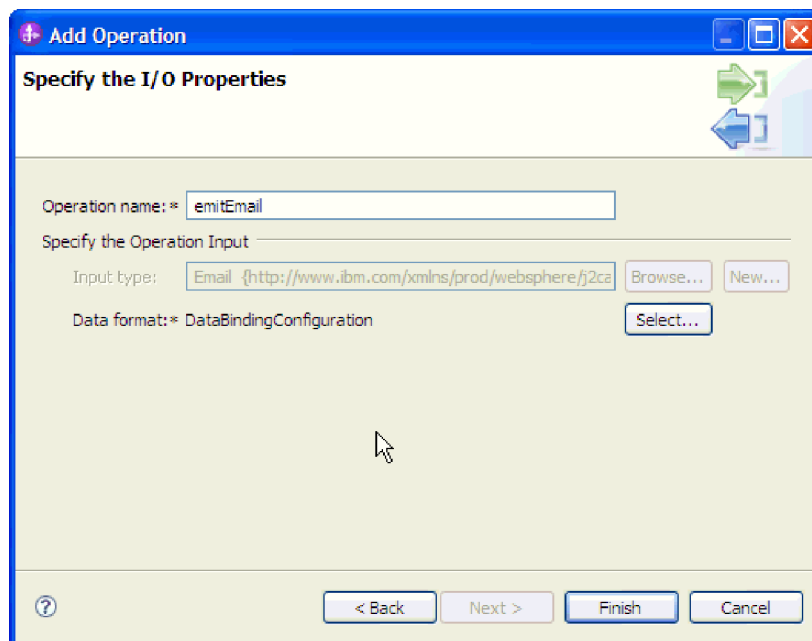 Add Operation
Specify the I/O Properties
Operation name:* emitEmail
Specify the Operation Input
Input type: Email {http://www.ibm.com/xmlns/prod/websphere/j2ca Browse... New...
Data format:* DataBindingConfiguration Select...
? < Back Next > Finish Cancel